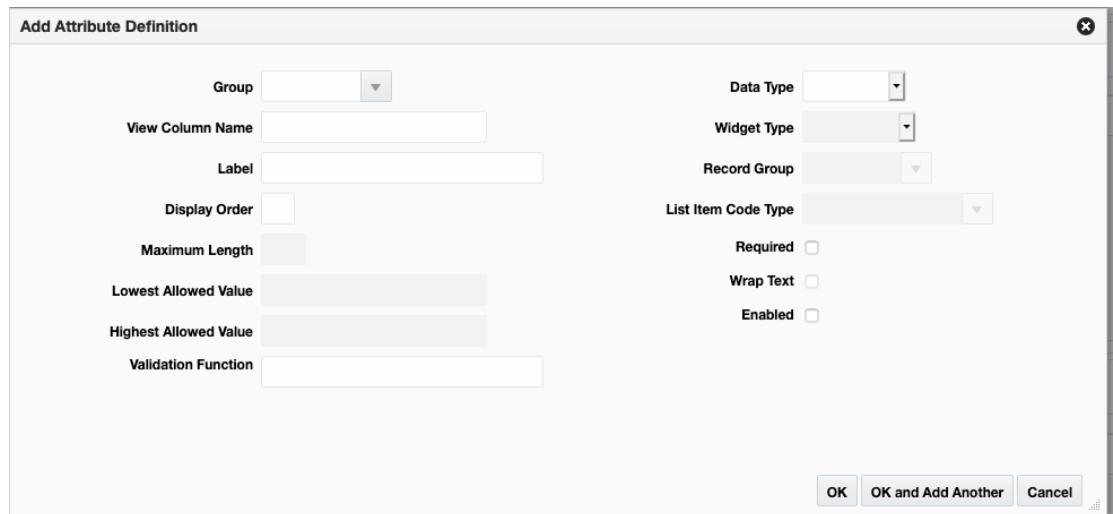 Add Attribute Definition
Group
View Column Name
Label
Display Order
Maximum Length
Lowest Allowed Value
Highest Allowed Value
Validation Function
Data Type
Widget Type
Record Group
List Item Code Type
Required
Wrap Text
Enabled
OK
OK and Add Another
Cancel